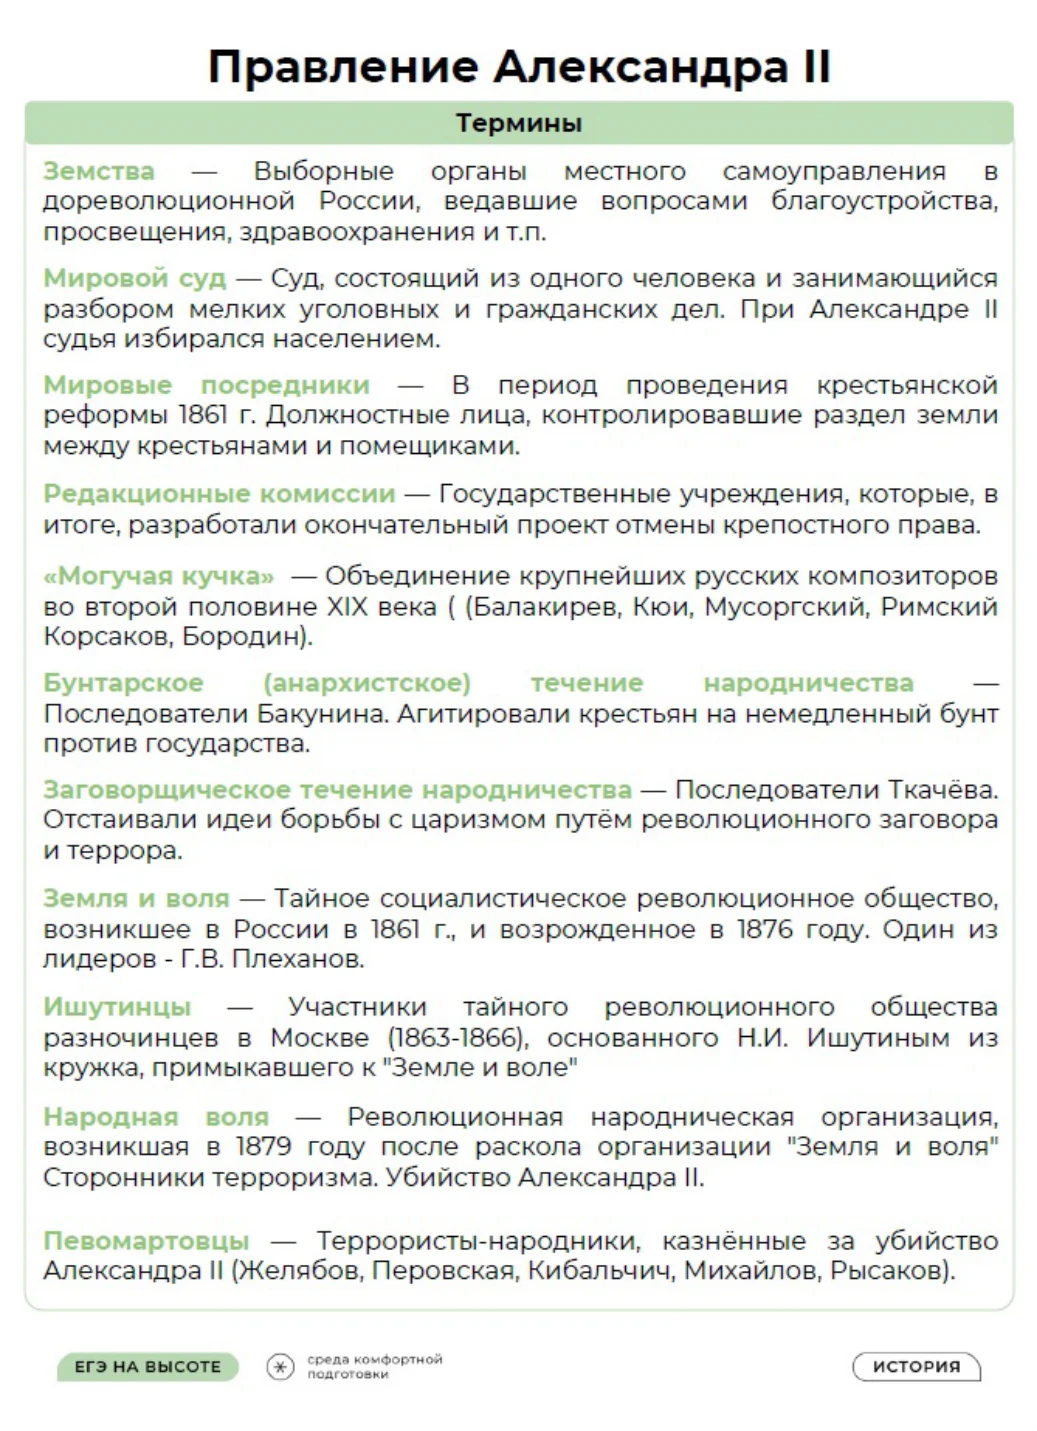 Правление Александра II
Термины
Земства — Выборные органы местного самоуправления в
дореволюционной России, ведавшие вопросами благоустройства,
просвещения, здравоохранения и т.п.
Мировой суд — Суд, состоящий из одного человека и занимающийся
разбором мелких уголовных и гражданских дел. При Александре II
судья избирался населением.
Мировые посредники — В период проведения крестьянской
реформы 1861 г. Должностные лица, контролировавшие раздел земли
между крестьянами и помещиками.
Редакционные комиссии — Государственные учреждения, которые, в
итоге, разработали окончательный проект отмены крепостного права.
«Могучая кучка» — Объединение крупнейших русских композиторов
во второй половине XIX века ( (Балакирев, Кюи, Мусоргский, Римский
Корсаков, Бородин).
Бунтарское (анархистское) течение народничества —
Последователи Бакунина. Агитировали крестьян на немедленный бунт
против государства.
Заговорщическое течение народничества — Последователи Ткачёва.
Отстаивали идеи борьбы с царизмом путём революционного заговора
и террора.
Земля и воля — Тайное социалистическое революционное общество,
возникшее в России в 1861 г., и возрожденное в 1876 году. Один из
лидеров - Г.В. Плеханов.
Ишутинцы — Участники тайного революционного общества
разночинцев в Москве (1863-1866), основанного Н.И. Ишутиным из
кружка, примыкавшего к "Земле и воле"
Народная воля — Революционная народническая организация,
возникшая в 1879 году после раскола организации "Земля и воля"
Сторонники терроризма. Убийство Александра II.
Певомартовцы — Террористы-народники, казнённые за убийство
Александра II (Желябов, Перовская, Кибальчич, Михайлов, Рысаков).
ЕГЭ НА ВЫСОТЕ
среда комфортной
подготовки
ИСТОРИЯ